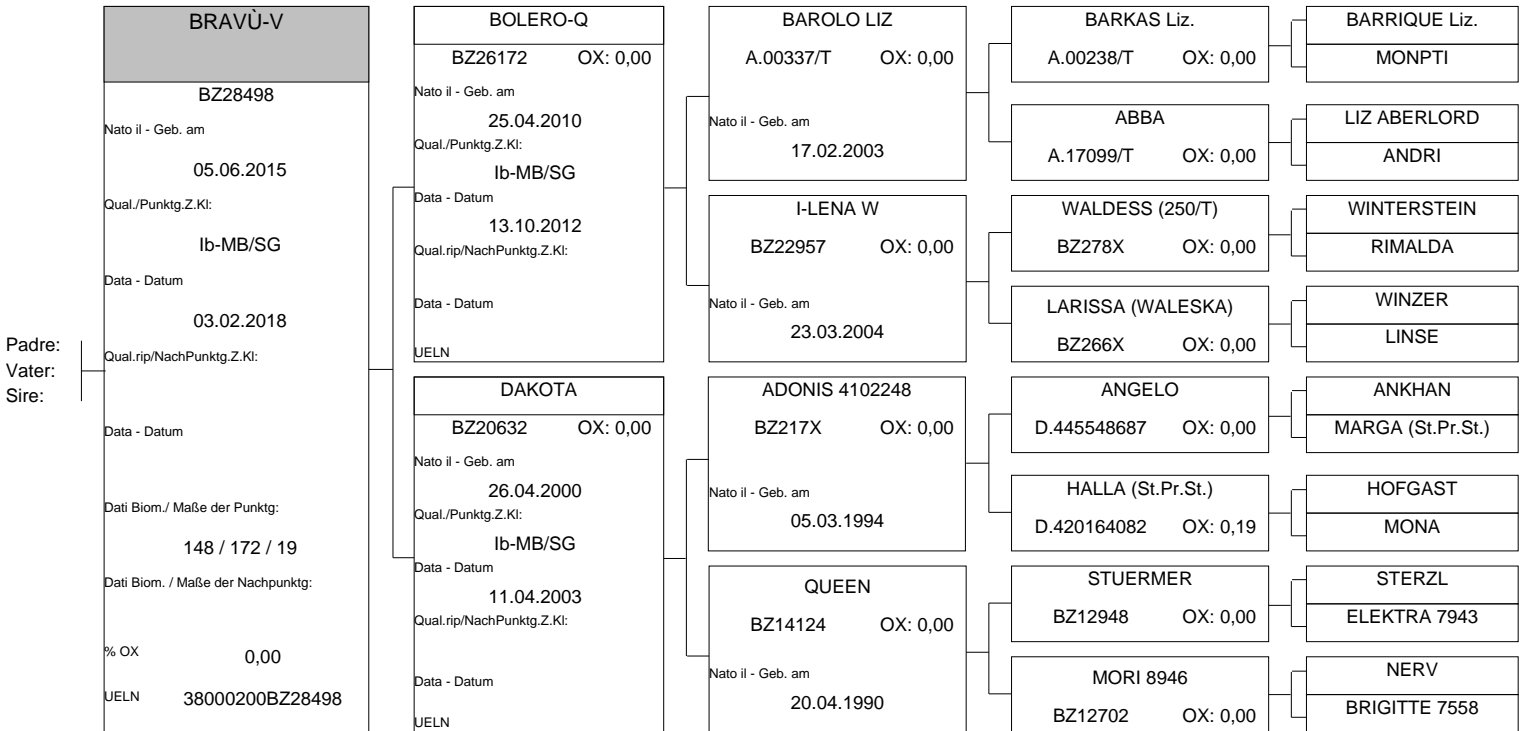 Padre:
Vater:
Sire:
BRAVÙ-V
BZ28498
Nato il - Geb. am
05.06.2015
Qual./Punktg.Z.Kl:
Ib-MB/SG
Data - Datum
03.02.2018
Qual.rip/NachPunktg.Z.Kl:
Data - Datum
Dati Biom./ Maße der Punktg:
148 / 172 / 19
Dati Biom. / Maße der Nachpunktg:
% OX 0,00
UELN 38000200BZ28498
BOLERO-Q
BZ26172 OX: 0,00
Nato il - Geb. am
25.04.2010
Qual./Punktg.Z.Kl:
Ib-MB/SG
Data - Datum
13.10.2012
Qual.rip/NachPunktg.Z.Kl:
Data - Datum
UELN
DAKOTA
BZ20632 OX: 0,00
Nato il - Geb. am
26.04.2000
Qual./Punktg.Z.Kl:
Ib-MB/SG
Data - Datum
11.04.2003
Qual.rip/NachPunktg.Z.Kl:
Data - Datum
UELN
BAROLO LIZ
A.00337/T OX: 0,00
Nato il - Geb. am
17.02.2003
I-LENA W
BZ22957 OX: 0,00
Nato il - Geb. am
23.03.2004
ADONIS 4102248
BZ217X OX: 0,00
Nato il - Geb. am
05.03.1994
QUEEN
BZ14124 OX: 0,00
Nato il - Geb. am
20.04.1990
BARKAS Liz.
A.00238/T OX: 0,00
ABBA
A.17099/T OX: 0,00
WALDESS (250/T)
BZ278X OX: 0,00
LARISSA (WALESKA)
BZ266X OX: 0,00
ANGELO
D.445548687 OX: 0,00
HALLA (St.Pr.St.)
D.420164082 OX: 0,19
STUERMER
BZ12948 OX: 0,00
MORI 8946
BZ12702 OX: 0,00
BARRIQUE Liz.
MONPTI
LIZ ABERLORD
ANDRI
WINTERSTEIN
RIMALDA
WINZER
LINSE
ANKHAN
MARGA (St.Pr.St.)
HOFGAST
MONA
STERZL
ELEKTRA 7943
NERV
BRIGITTE 7558